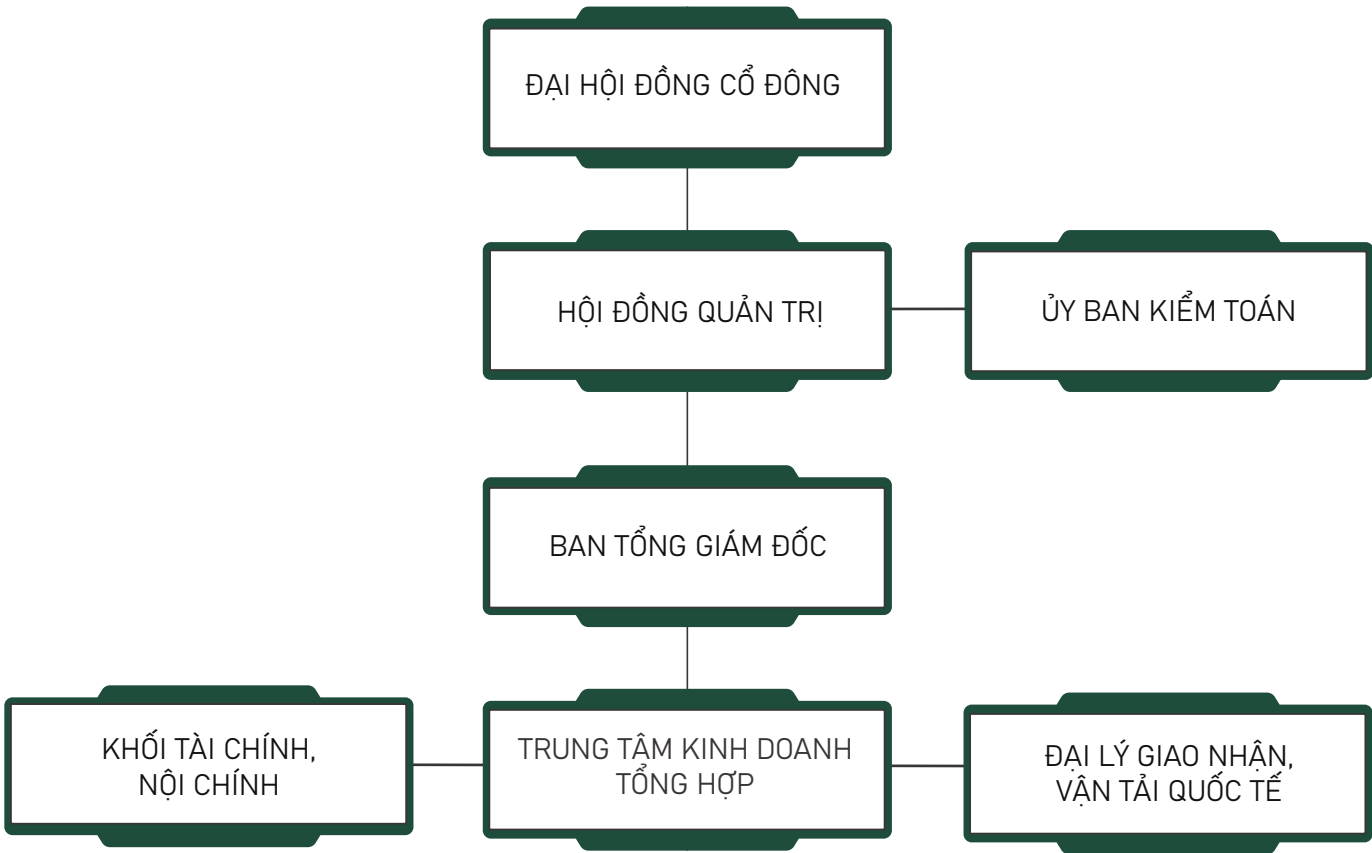 ĐẠI HỘI ĐỒNG CỔ ĐÔNG
HỘI ĐỒNG QUẢN TRỊ
ỦY BAN KIỂM TOÁN
BAN TỔNG GIÁM ĐỐC
KHỐI TÀI CHÍNH,
NỘI CHÍNH
TRUNG TÂM KINH DOANH
TỔNG HỢP
ĐẠI LÝ GIAO NHẬN,
VẬN TẢI QUỐC TẾ